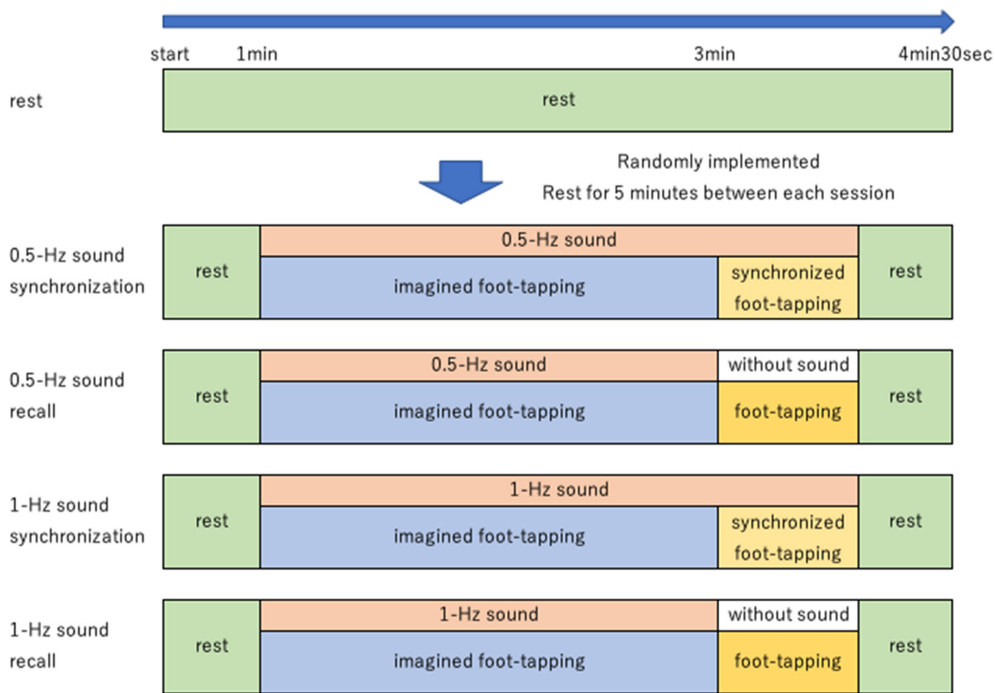 start 1min 3min 4min30sec
rest rest
Randomly implemented
Rest for 5 minutes between each session
0.5-Hz sound
synchronization
rest
0.5-Hz sound
imagined foot-tapping
synchronized
foot-tapping
rest
0.5-Hz sound
recall
rest
0.5-Hz sound
imagined foot-tapping
without sound
foot-tapping
rest
1-Hz sound
synchronization
rest
1-Hz sound
imagined foot-tapping
synchronized
foot-tapping
rest
1-Hz sound
recall
rest
1-Hz sound
imagined foot-tapping
without sound
foot-tapping
rest